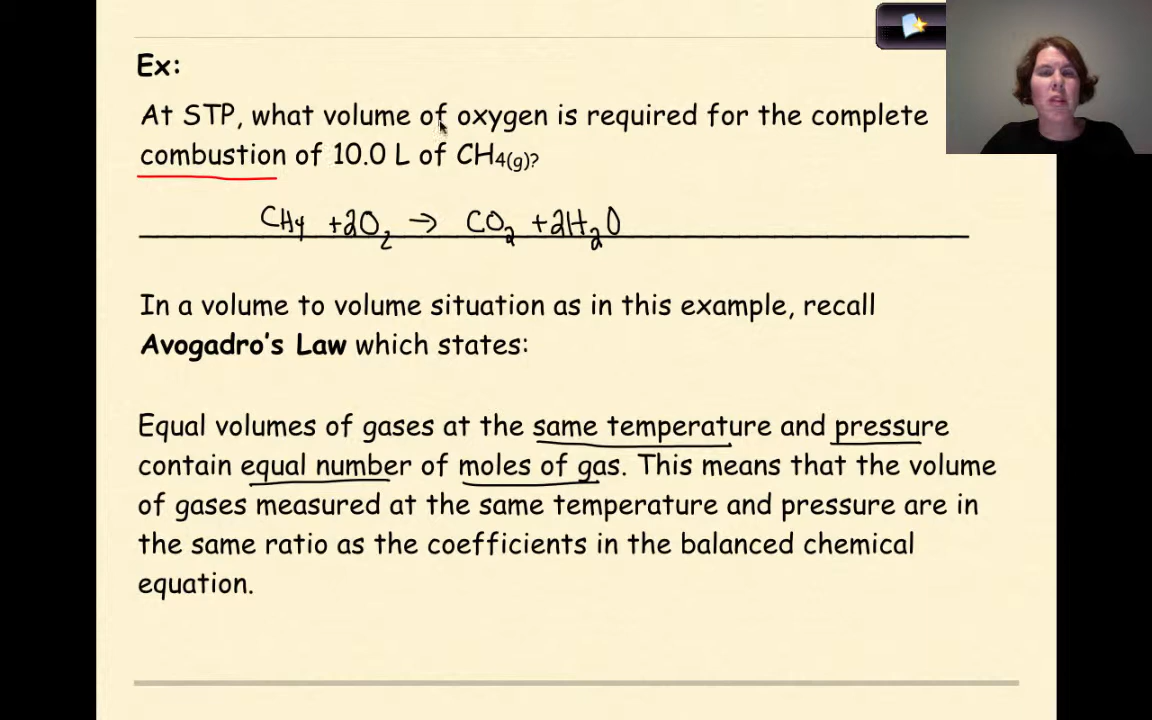 Ex:
At STP, what volume of oxygen is required for the complete
combustion of 10.0 L of CH₄(g)?
CH₄ + 2O₂ → CO₂ + 2H₂O
In a volume to volume situation as in this example, recall
Avogadro's Law which states:
Equal volumes of gases at the same temperature and pressure
contain equal number of moles of gas. This means that the volume
of gases measured at the same temperature and pressure are in
the same ratio as the coefficients in the balanced chemical
equation.